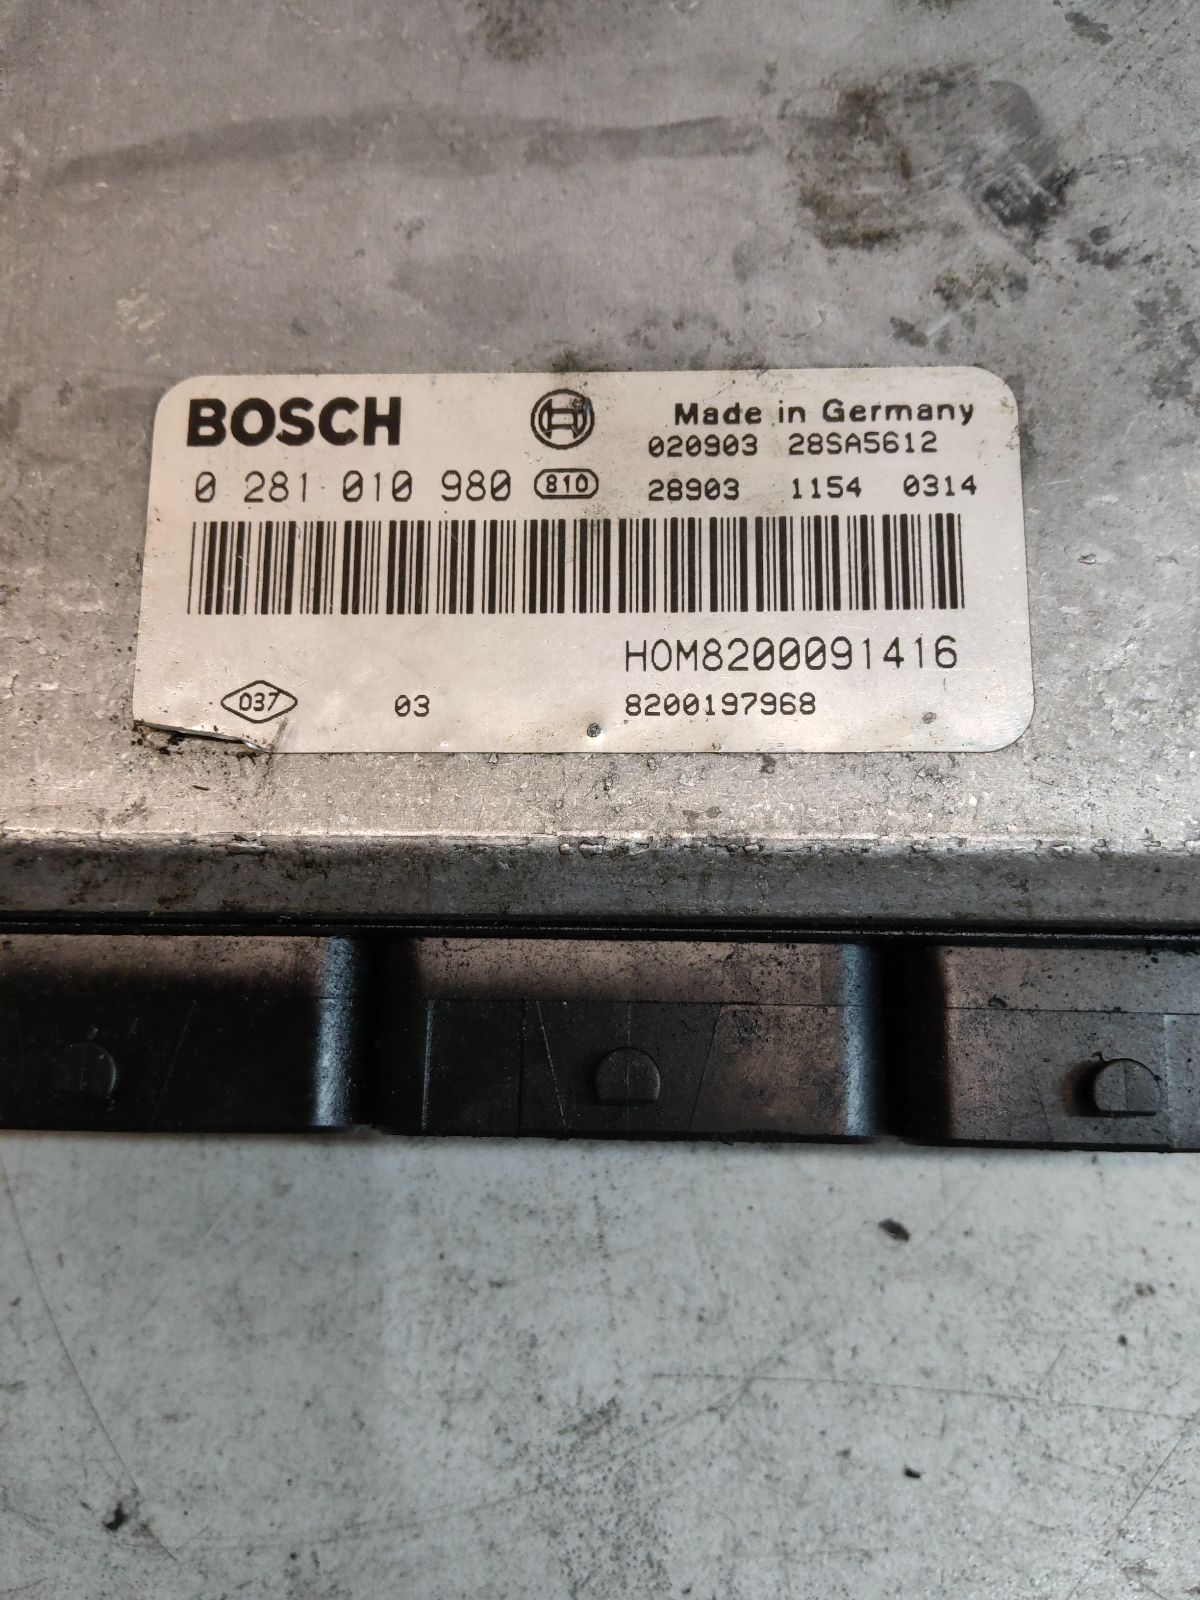 BOSCH
Made in Germany
020903 28SA5612
0 281 010 980 810
28903 1154 0314
HOM8200091416
037 03 8200197968